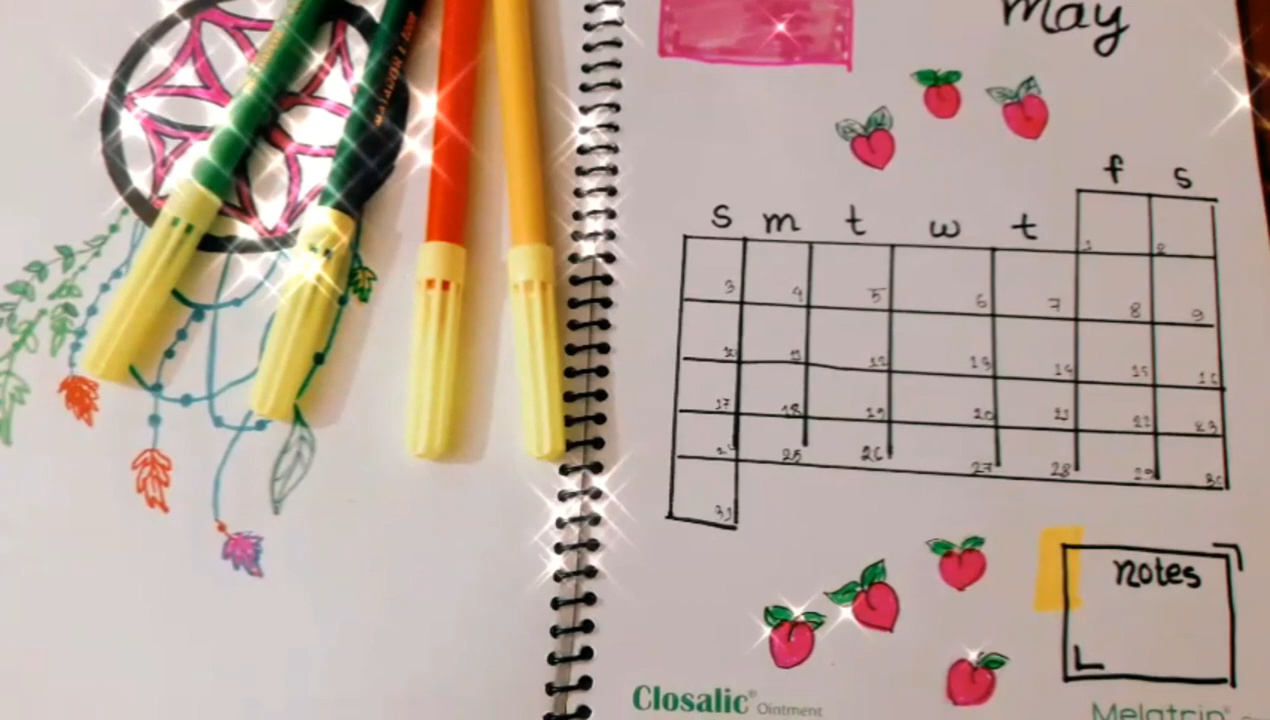 May
f s
s m t w t
1 2
3 4 5 6 7 8 9
10 11 12 13 14 15 16
17 18 19 20 21 22 23
24 25 26 27 28 29 30
31
notes
Closalic® Ointment
Melatrin®